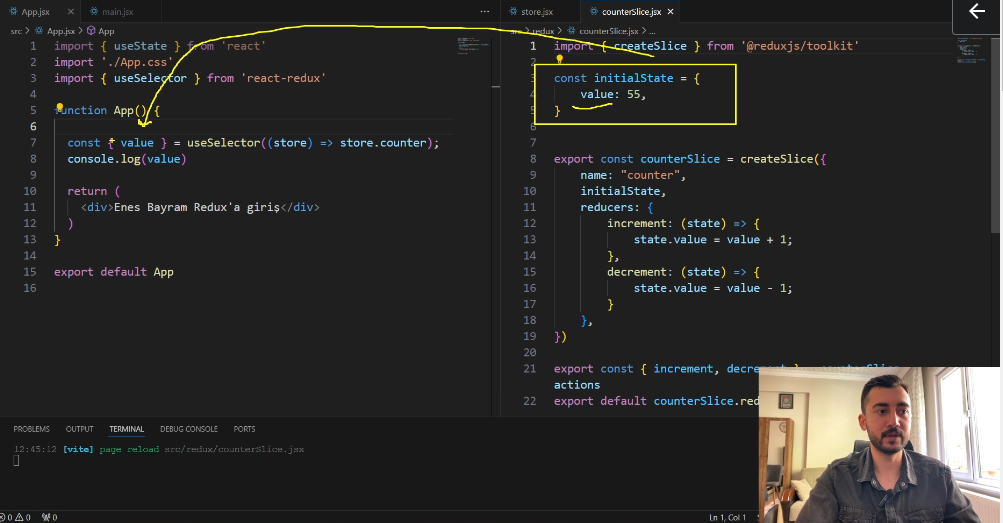 App.jsx
main.jsx
src > App.jsx > App
1 import { useState } from 'react'
2 import './App.css'
3 import { useSelector } from 'react-redux'
4
5 function App() {
6
7 const { value } = useSelector((store) => store.counter);
8 console.log(value)
9
10 return (
11 <div>Enes Bayram Redux'a giriş</div>
12 )
13 }
14
15 export default App
16
store.jsx
counterSlice.jsx
src > redux > counterSlice.jsx > ...
1 import { createSlice } from '@reduxjs/toolkit'
2
3 const initialState = {
4 value: 55,
5 }
6
7
8 export const counterSlice = createSlice({
9 name: "counter",
10 initialState,
11 reducers: {
12 increment: (state) => {
13 state.value = value + 1;
14 },
15 decrement: (state) => {
16 state.value = value - 1;
17 }
18 },
19 })
20
21 export const { increment,
actions
22 export default counterSlice.red
PROBLEMS OUTPUT TERMINAL DEBUG CONSOLE PORTS
12:45:12 [vite] page reload src/redux/counterSlice.jsx
0 0 0
Ln 1, Col 1